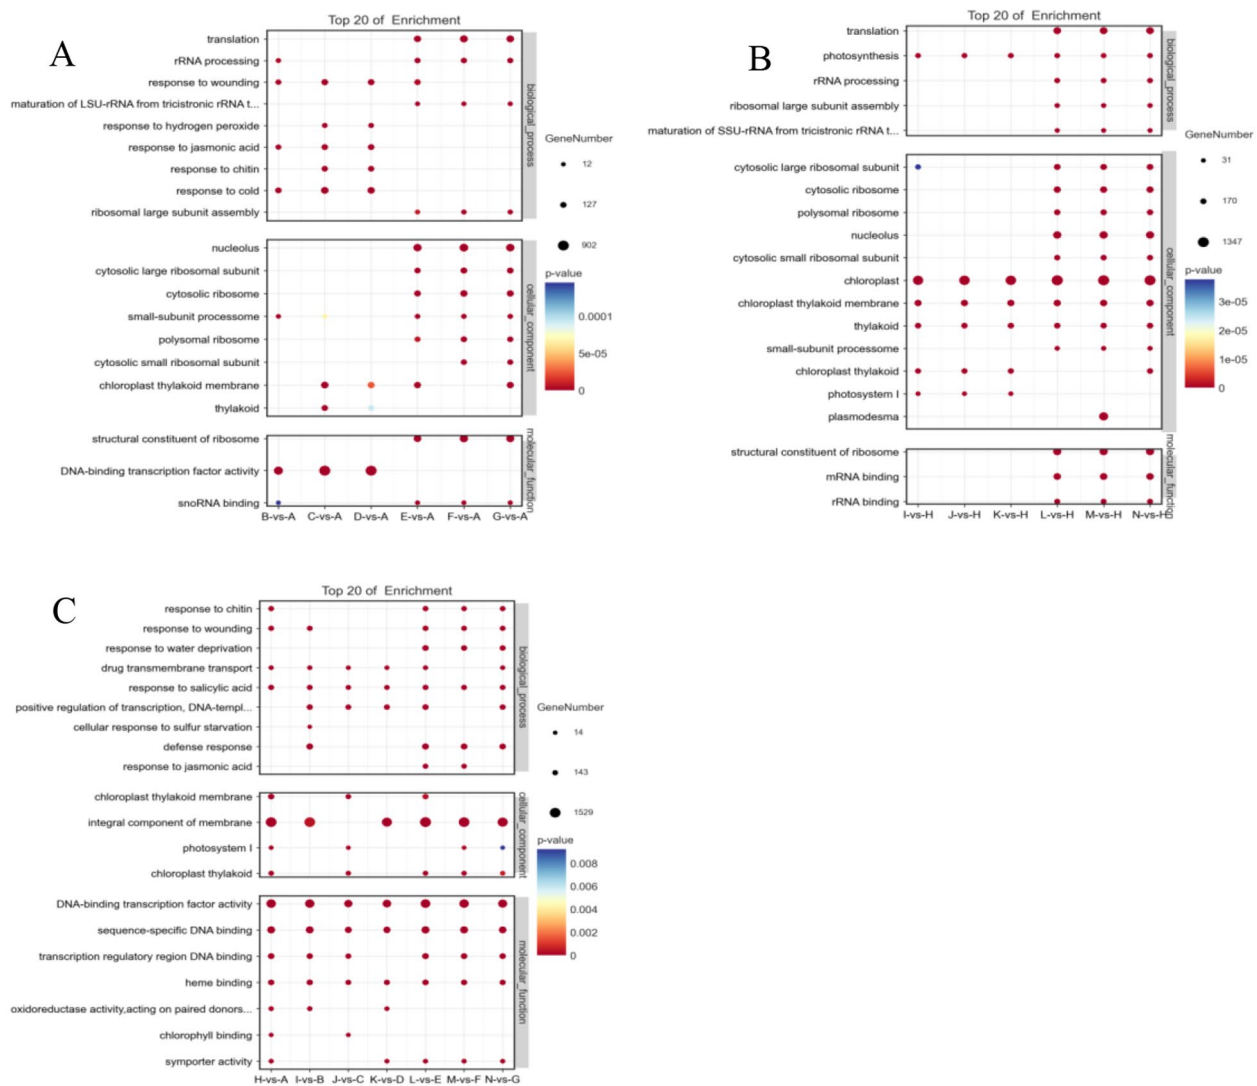 A
Top 20 of Enrichment
translation
rRNA processing
response to wounding
maturation of LSU-rRNA from tricistronic rRNA t...
response to hydrogen peroxide
response to jasmonic acid
response to chitin
response to cold
ribosomal large subunit assembly
biological_process
nucleolus
cytosolic large ribosomal subunit
cytosolic ribosome
small-subunit processome
polysomal ribosome
cytosolic small ribosomal subunit
chloroplast thylakoid membrane
thylakoid
cellular_component
structural constituent of ribosome
DNA-binding transcription factor activity
snoRNA binding
molecular_function
B-vs-A C-vs-A D-vs-A E-vs-A F-vs-A G-vs-A
GeneNumber
12
127
902
p-value
0.0001
5e-05
0
B
Top 20 of Enrichment
translation
photosynthesis
rRNA processing
ribosomal large subunit assembly
maturation of SSU-rRNA from tricistronic rRNA t...
biological_process
cytosolic large ribosomal subunit
cytosolic ribosome
polysomal ribosome
nucleolus
cytosolic small ribosomal subunit
chloroplast
chloroplast thylakoid membrane
thylakoid
small-subunit processome
chloroplast thylakoid
photosystem I
plasmodesma
cellular_component
structural constituent of ribosome
mRNA binding
rRNA binding
molecular_function
I-vs-H J-vs-H K-vs-H L-vs-H M-vs-H N-vs-H
GeneNumber
31
170
1347
p-value
3e-05
2e-05
1e-05
0
C
Top 20 of Enrichment
response to chitin
response to wounding
response to water deprivation
drug transmembrane transport
response to salicylic acid
positive regulation of transcription, DNA-templ...
cellular response to sulfur starvation
defense response
response to jasmonic acid
biological_process
chloroplast thylakoid membrane
integral component of membrane
photosystem I
chloroplast thylakoid
cellular_component
DNA-binding transcription factor activity
sequence-specific DNA binding
transcription regulatory region DNA binding
heme binding
oxidoreductase activity,acting on paired donors...
chlorophyll binding
symporter activity
molecular_function
H-vs-A I-vs-B J-vs-C K-vs-D L-vs-E M-vs-F N-vs-G
GeneNumber
14
143
1529
p-value
0.008
0.006
0.004
0.002
0